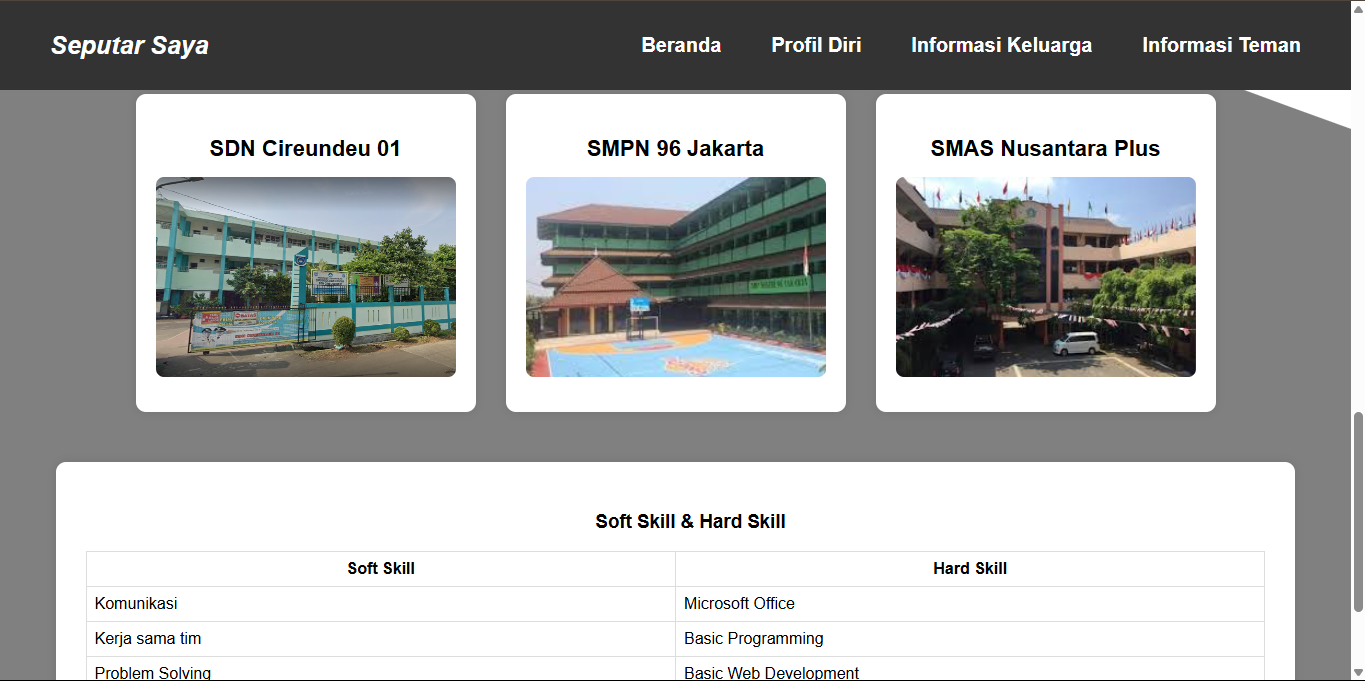 Seputar Saya
Beranda Profil Diri Informasi Keluarga Informasi Teman
SDN Cireundeu 01
SMPN 96 Jakarta
SMAS Nusantara Plus
Soft Skill & Hard Skill
Soft Skill Hard Skill
Komunikasi Microsoft Office
Kerja sama tim Basic Programming
Problem Solving Basic Web Development